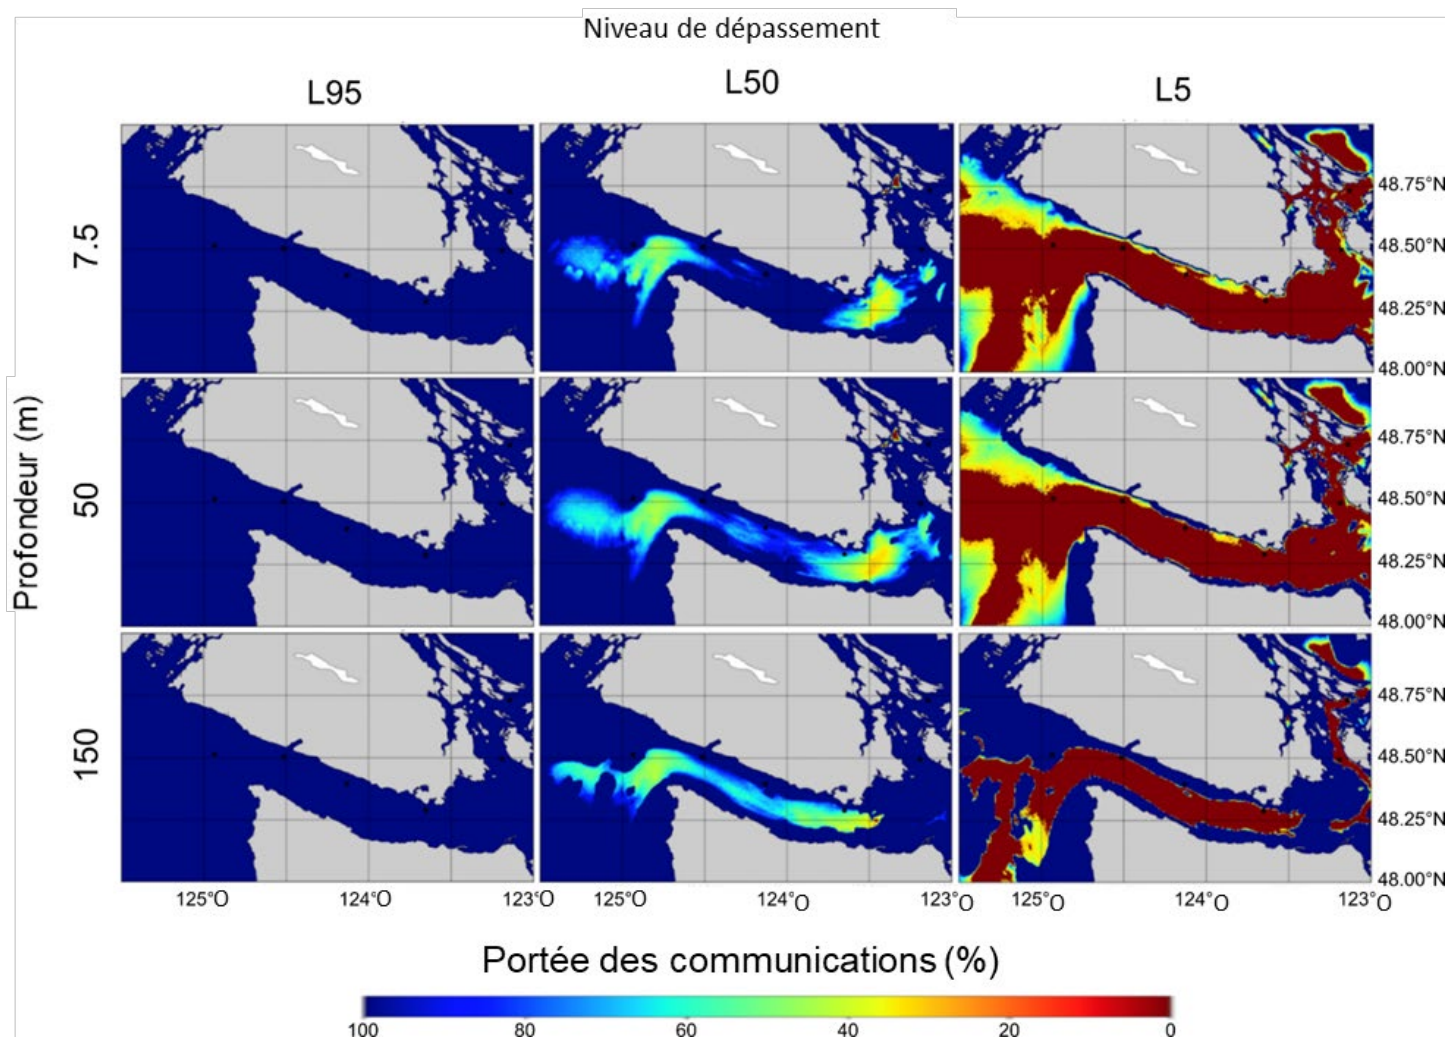 Niveau de dépassement
L95 L50 L5
7.5
48.75°N
48.50°N
48.25°N
48.00°N
Profondeur (m)
50
48.75°N
48.50°N
48.25°N
48.00°N
150
48.75°N
48.50°N
48.25°N
48.00°N
125°O 124°O 123°O 125°O 124°O 123°O 125°O 124°O 123°O
Portée des communications (%)
100 80 60 40 20 0